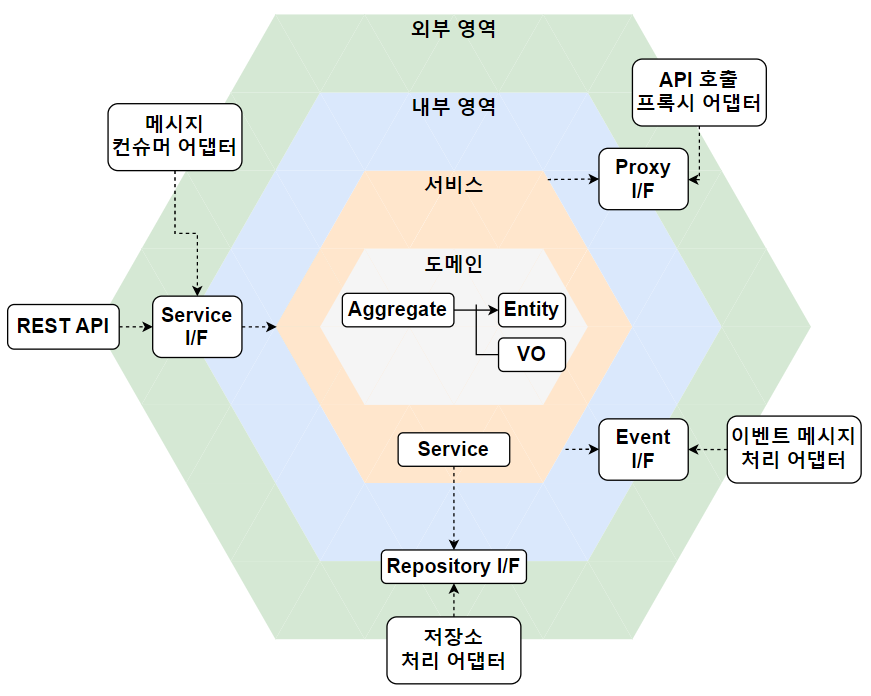 외부 영역
내부 영역
서비스
도메인
Aggregate
Entity
VO
Service
메시지
컨슈머 어댑터
REST API
Service
I/F
API 호출
프록시 어댑터
Proxy
I/F
Event
I/F
이벤트 메시지
처리 어댑터
Repository I/F
저장소
처리 어댑터